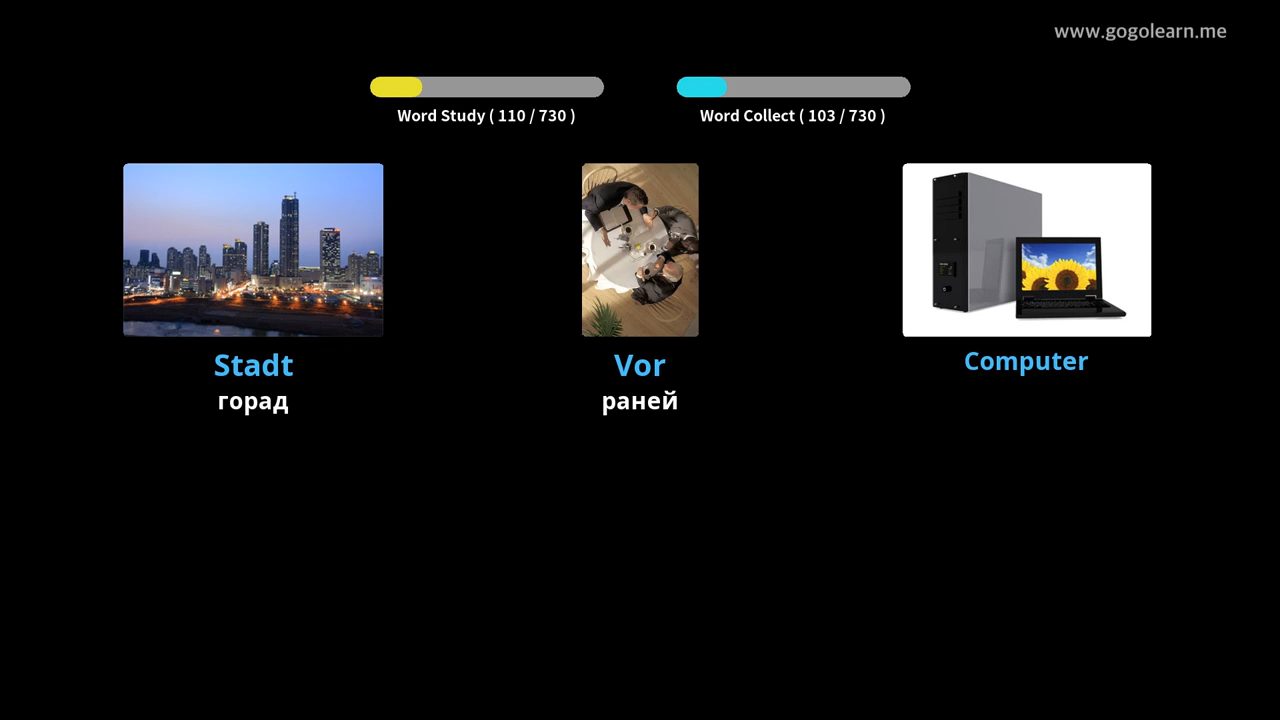 www.gogolearn.me
Word Study ( 110 / 730 )
Word Collect ( 103 / 730 )
Stadt
Vor
Computer
горад
раней